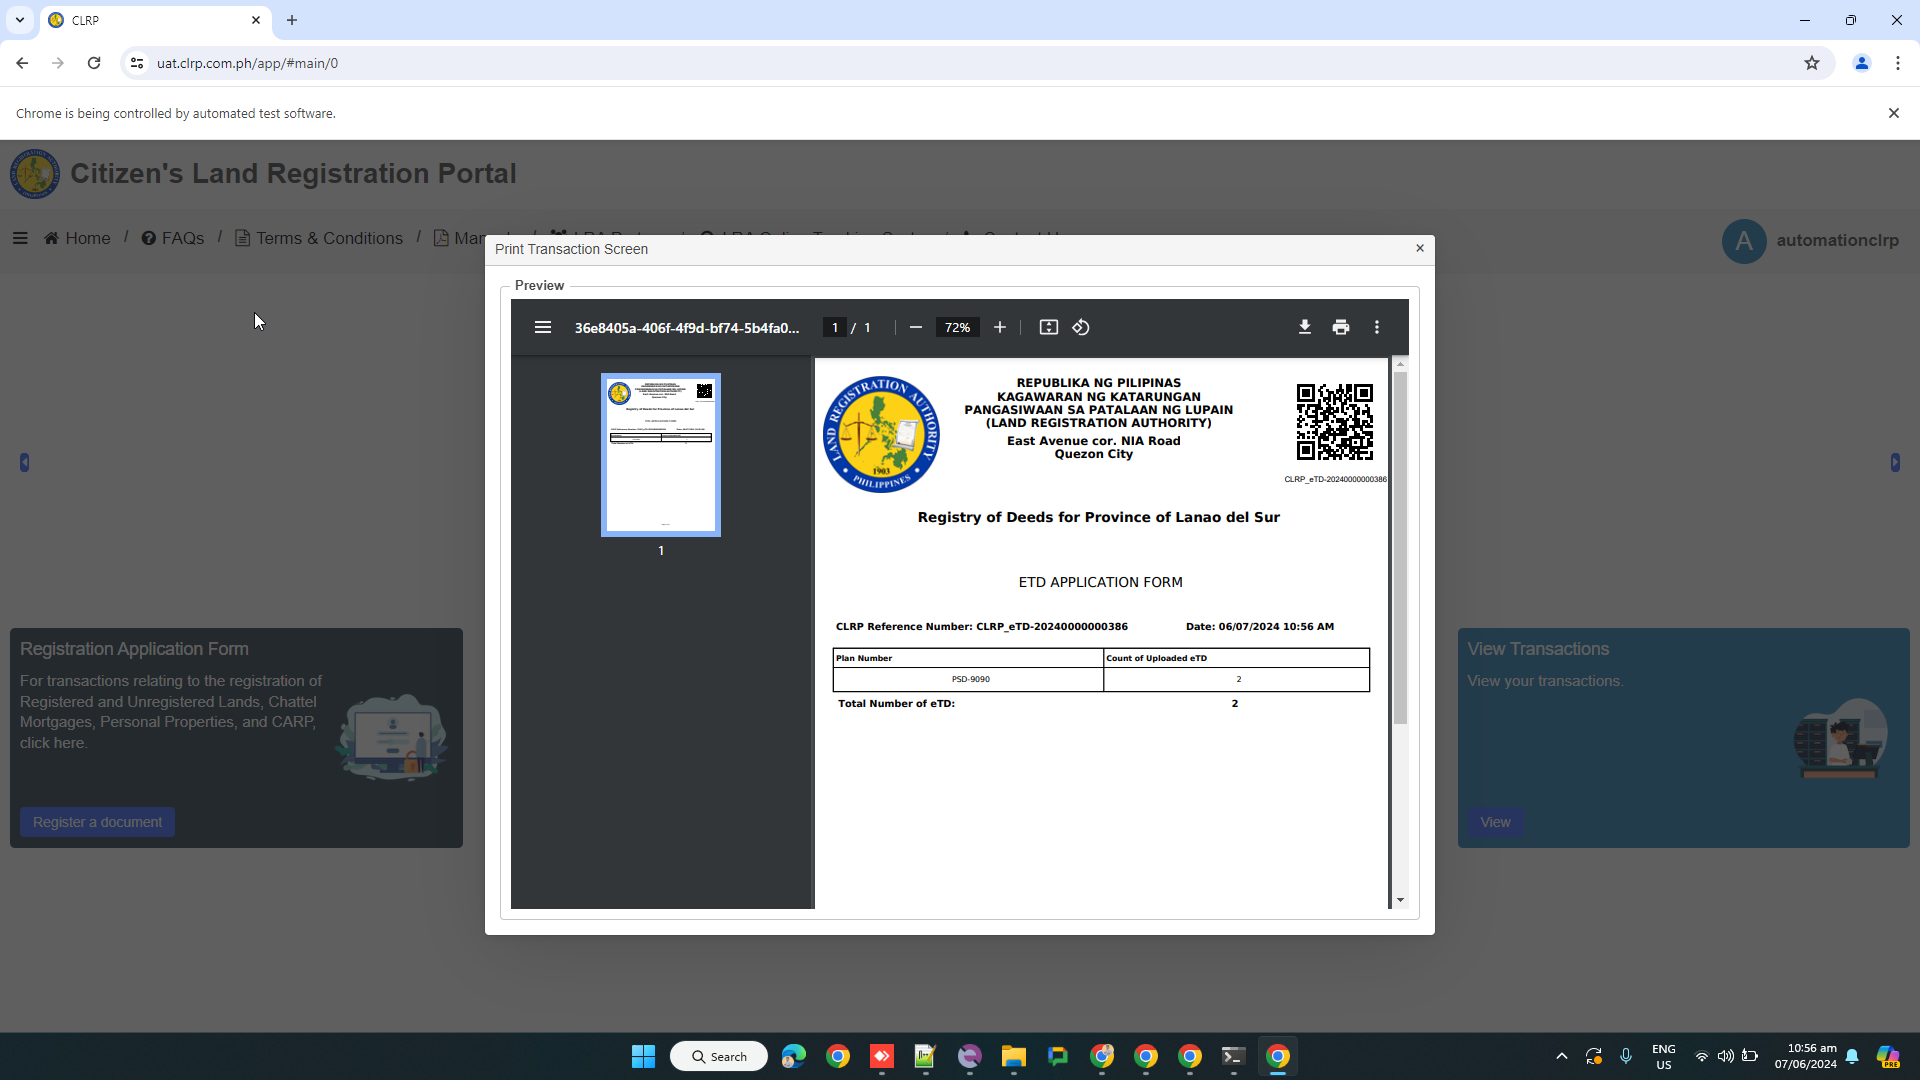 CLRP
uat.clrp.com.ph/app/#main/0
Chrome is being controlled by automated test software.
Citizen's Land Registration Portal
Home / FAQs / Terms & Conditions /
automationclrp
A
Print Transaction Screen
Preview
36e8405a-406f-4f9d-bf74-5b4fa0...
1 / 1
72%
1
LAND REGISTRATION AUTHORITY
1903
PHILIPPINES
REPUBLIKA NG PILIPINAS
KAGAWARAN NG KATARUNGAN
PANGASIWAAN SA PATALAAN NG LUPAIN
(LAND REGISTRATION AUTHORITY)
East Avenue cor. NIA Road
Quezon City
CLRP_eTD-20240000000386
Registry of Deeds for Province of Lanao del Sur
ETD APPLICATION FORM
CLRP Reference Number: CLRP_eTD-20240000000386 Date: 06/07/2024 10:56 AM
Plan Number Count of Uploaded eTD
PSD-9090 2
Total Number of eTD: 2
Registration Application Form
For transactions relating to the registration of
Registered and Unregistered Lands, Chattel
Mortgages, Personal Properties, and CARP,
click here.
Register a document
View Transactions
View your transactions.
View
Search
ENG
US
10:56 am
07/06/2024
PRE